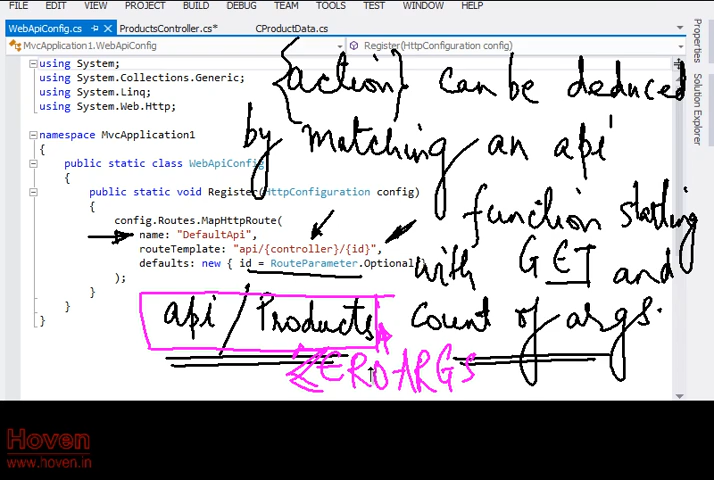 FILE EDIT VIEW PROJECT BUILD DEBUG TEAM TOOLS TEST WINDOW HELP
WebApiConfig.cs ProductsController.cs* CProductData.cs
MvcApplication1.WebApiConfig Register(HttpConfiguration config)
using System;
using System.Collections.Generic;
using System.Linq;
using System.Web.Http;
{action} can be deduced
by matching an api
function starting
with GET and
count of args.
namespace MvcApplication1
{
public static class WebApiConfig
{
public static void Register(HttpConfiguration config)
{
config.Routes.MapHttpRoute(
name: "DefaultApi",
routeTemplate: "api/{controller}/{id}",
defaults: new { id = RouteParameter.Optional
);
}
}
}
api/Products
ZERO ARGS
Properties
Solution Explorer
Hoven
www.hoven.in